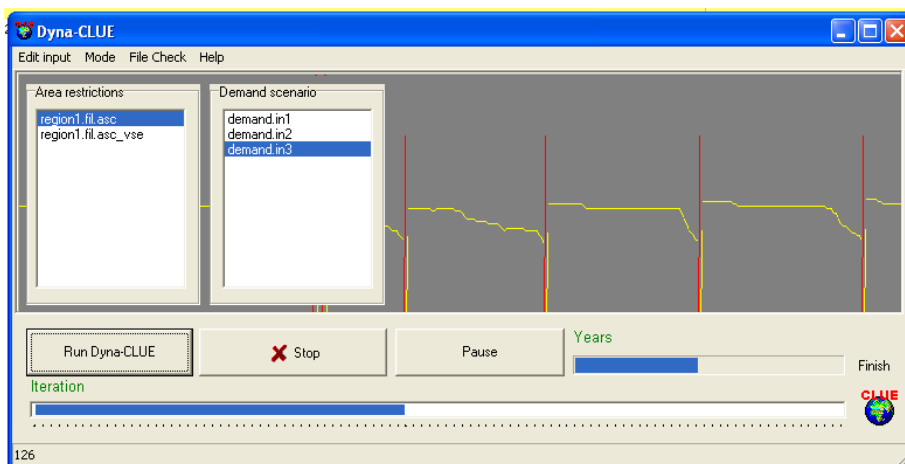 Dyna-CLUE
Edit input Mode File Check Help
Area restrictions
region1.fil.asc
region1.fil.asc_vse
Demand scenario
demand.in1
demand.in2
demand.in3
Run Dyna-CLUE
Stop
Pause
Years
Finish
Iteration
CLUE
126